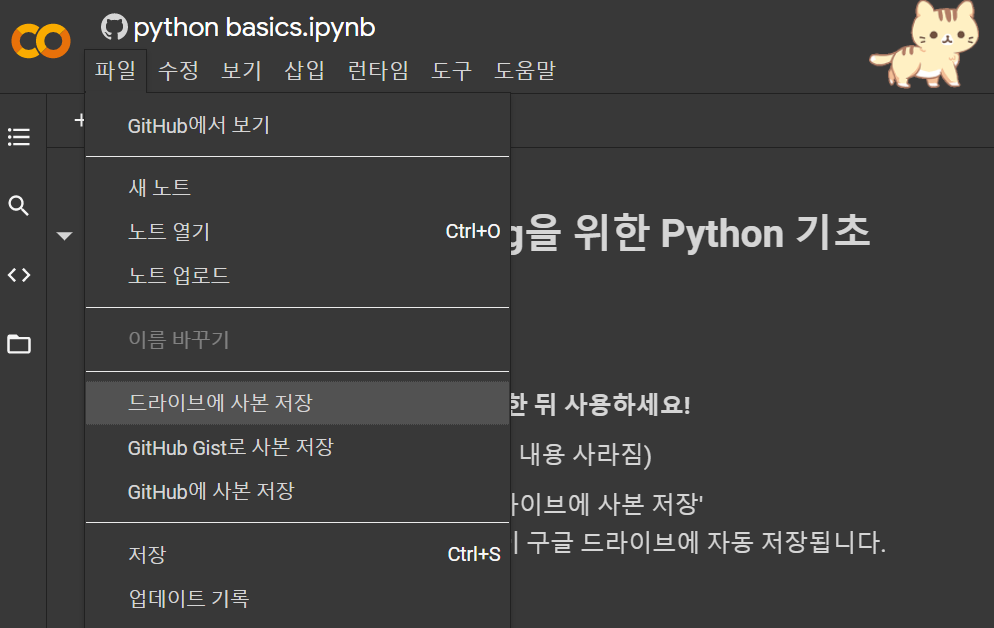 python basics.ipynb
파일 수정 보기 삽입 런타임 도구 도움말
GitHub에서 보기
새 노트
노트 열기 Ctrl+O
g을 위한 Python 기초
노트 업로드
이름 바꾸기
드라이브에 사본 저장
한 뒤 사용하세요!
GitHub Gist로 사본 저장
내용 사라짐)
GitHub에 사본 저장
라이브에 사본 저장'
저장 Ctrl+S
구글 드라이브에 자동 저장됩니다.
업데이트 기록